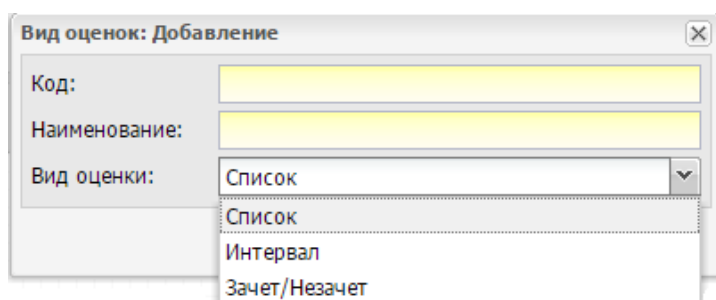 Вид оценок: Добавление
Код:
Наименование:
Вид оценки: Список
Список
Интервал
Зачет/Незачет